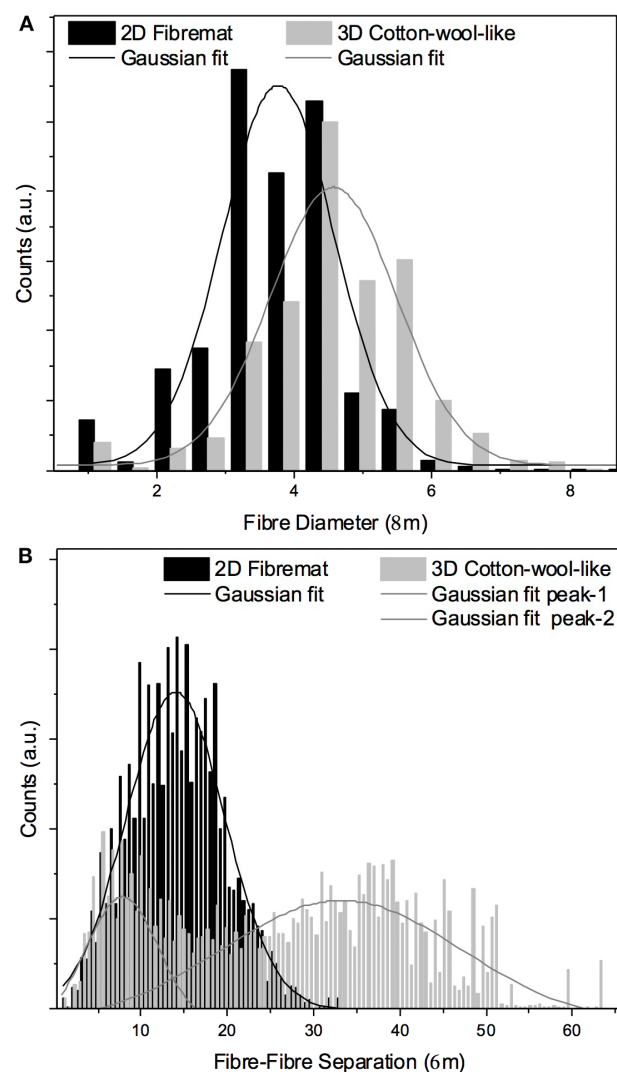 A
2D Fibremat 3D Cotton-wool-like
Gaussian fit Gaussian fit
Counts (a.u.)
2 4 6 8
Fibre Diameter (8m)
B
2D Fibremat 3D Cotton-wool-like
Gaussian fit Gaussian fit peak-1
Gaussian fit peak-2
Counts (a.u.)
10 20 30 40 50 60
Fibre-Fibre Separation (6m)